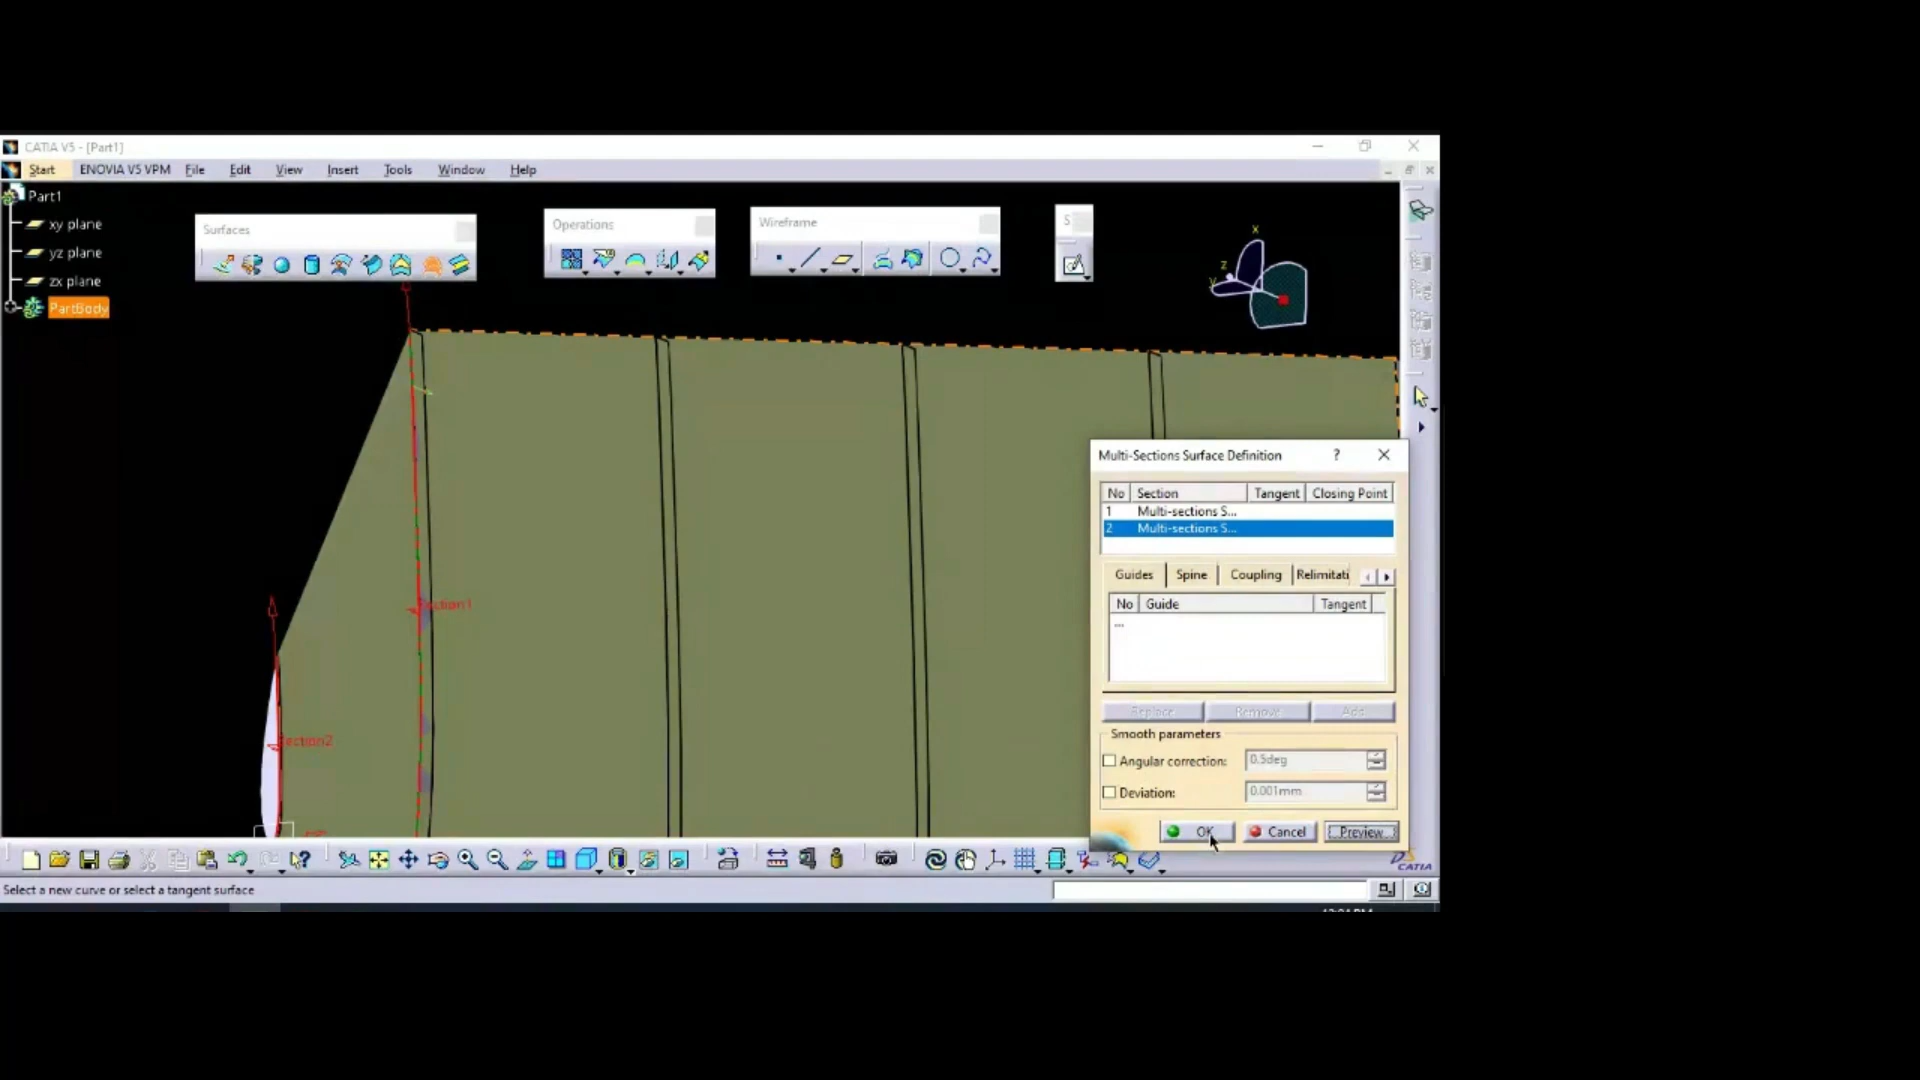 CATIA V5 - [Part1]
Start ENOVIA V5 VPM File Edit View Insert Tools Window Help
Part1
xy plane
yz plane
zx plane
PartBody
Surfaces
Operations
Wireframe
S
x
z
y
Section1
Section2
Multi-Sections Surface Definition ? 
No Section Tangent Closing Point
1 Multi-sections S...
2 Multi-sections S...
Guides Spine Coupling Relimitati
No Guide Tangent
...
Replace Remove Add
Smooth parameters
Angular correction: 0.5deg
Deviation: 0.001mm
OK Cancel Preview
CATIA
Select a new curve or select a tangent surface